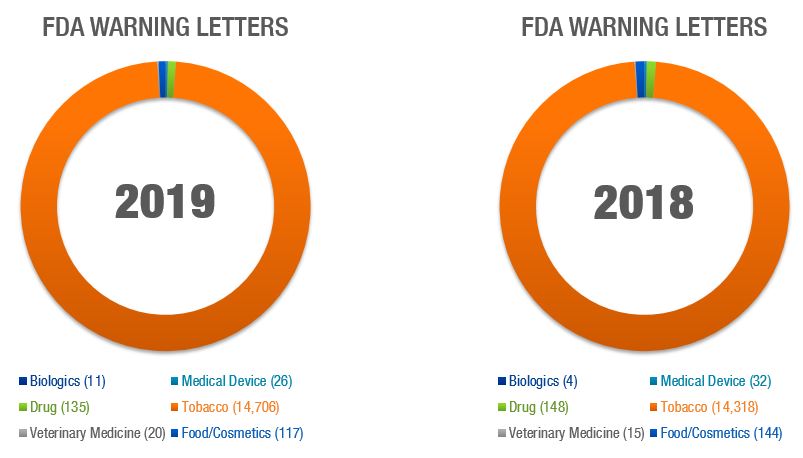 FDA WARNING LETTERS
2019
Biologics (11) Medical Device (26)
Drug (135) Tobacco (14,706)
Veterinary Medicine (20) Food/Cosmetics (117)
FDA WARNING LETTERS
2018
Biologics (4) Medical Device (32)
Drug (148) Tobacco (14,318)
Veterinary Medicine (15) Food/Cosmetics (144)